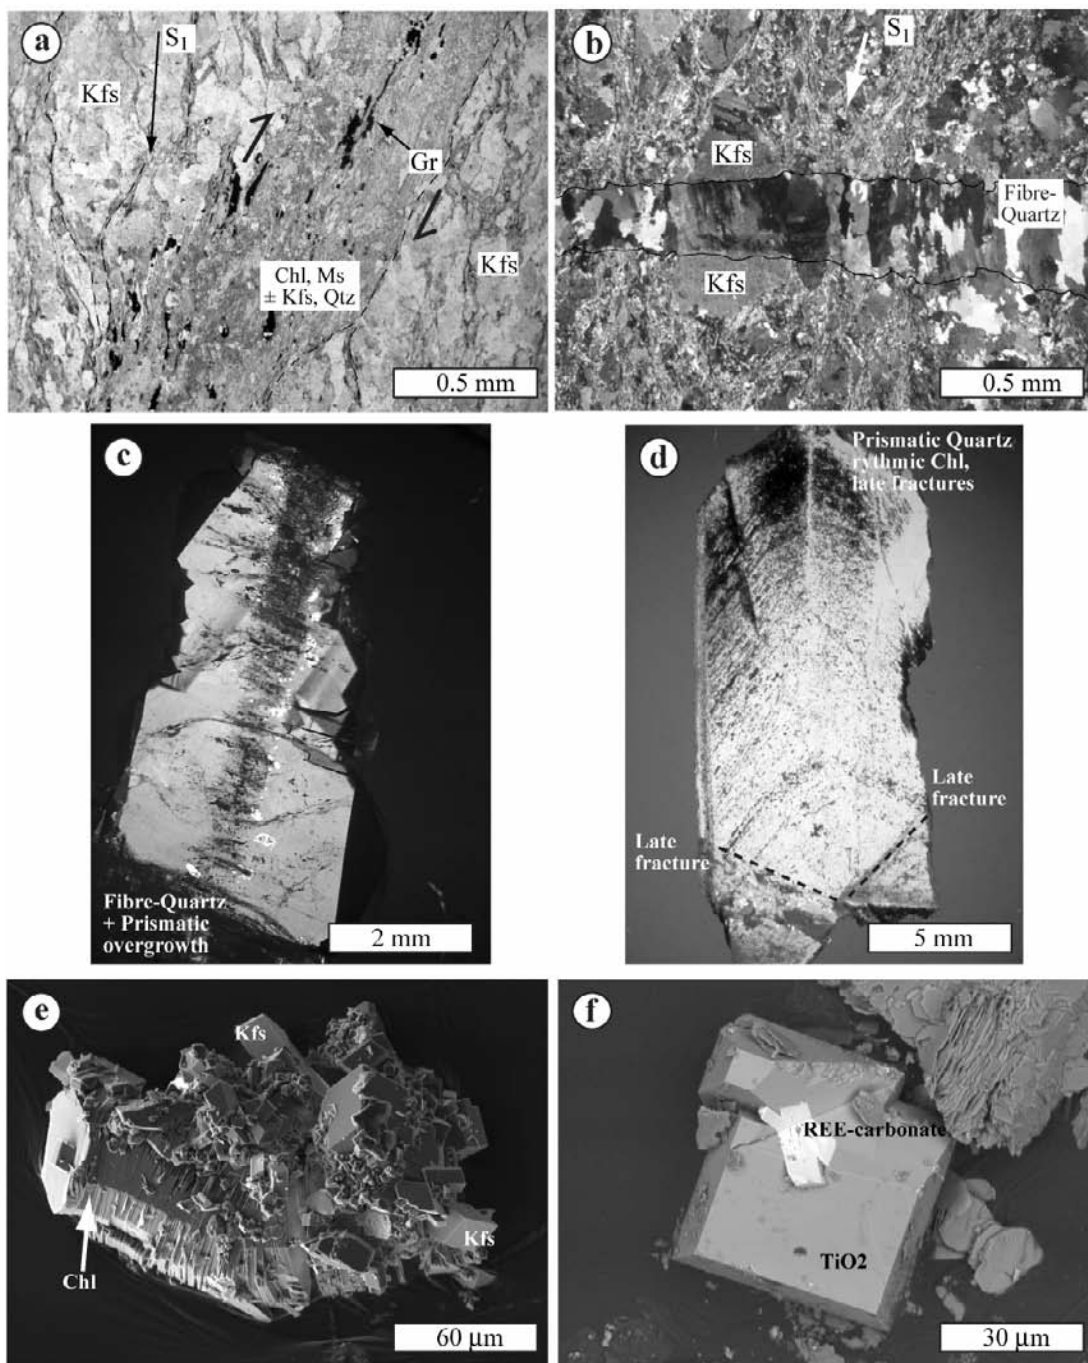 a
S1
Kfs
Gr
Kfs
Chl, Ms
± Kfs, Qtz
0.5 mm
b
S1
Kfs
Fibre-
Quartz
Kfs
0.5 mm
c
Fibre-Quartz
+ Prismatic
overgrowth
2 mm
d
Prismatic Quartz
rythmic Chl,
late fractures
Late
fracture
Late
fracture
5 mm
e
Kfs
Kfs
Chl
60 µm
f
REE-carbonate
TiO2
30 µm